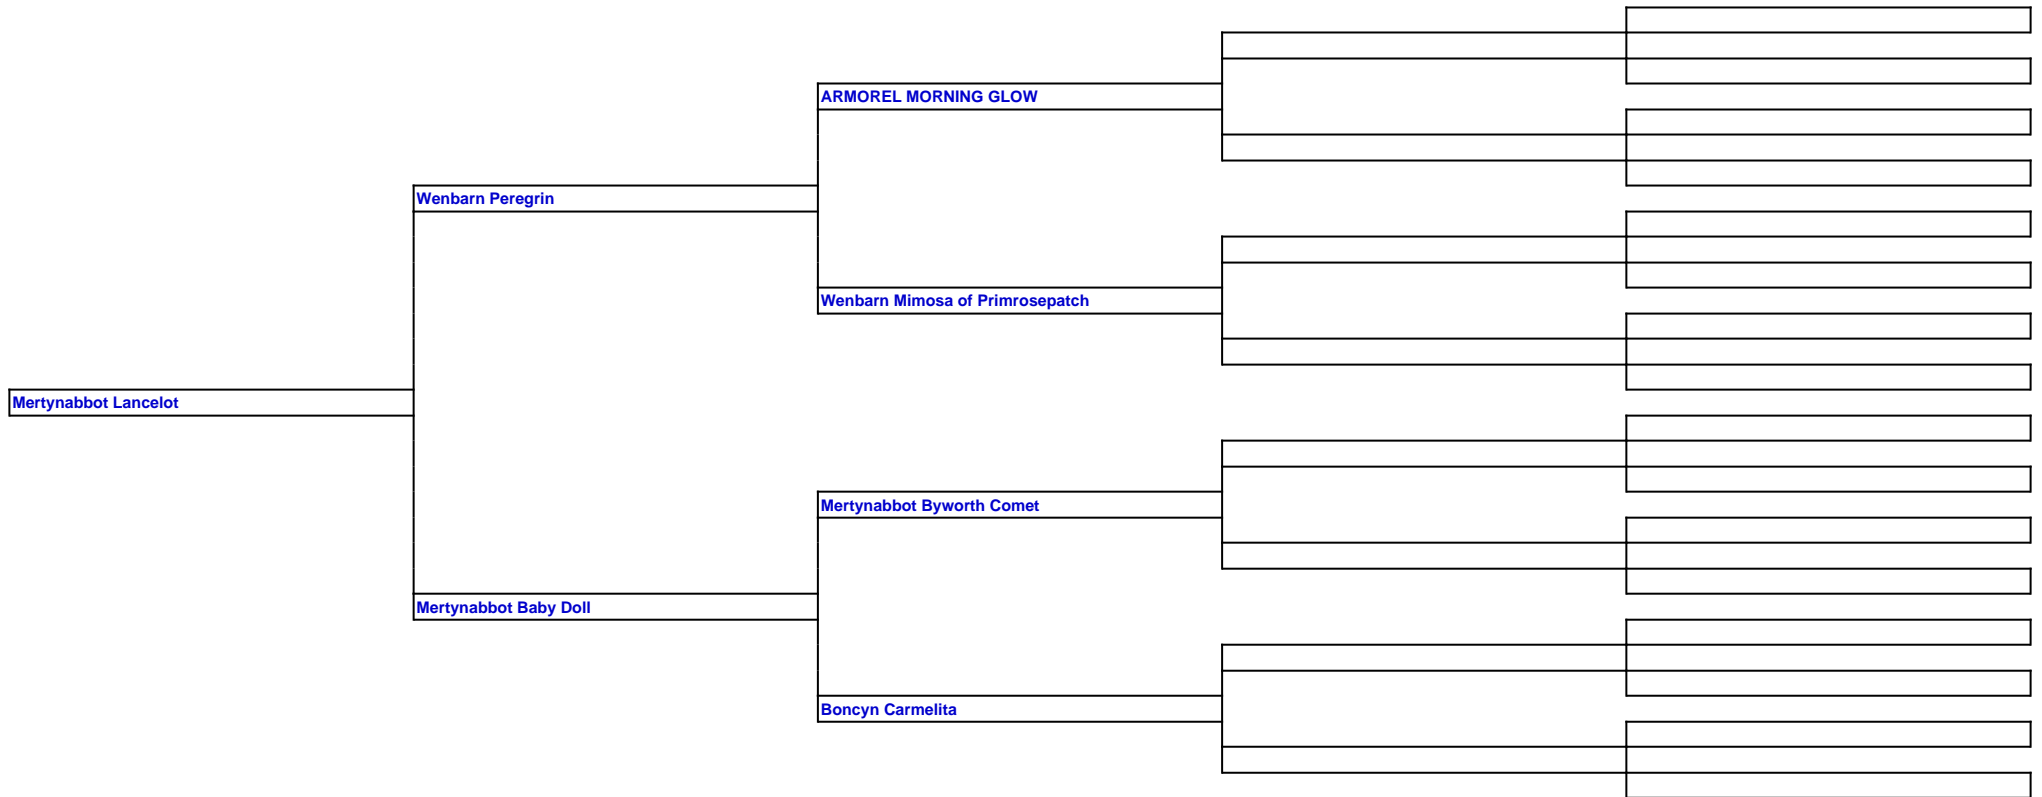 ARMOREL MORNING GLOW
Wenbarn Peregrin
Wenbarn Mimosa of Primrosepatch
Mertynabbot Lancelot
Mertynabbot Byworth Comet
Mertynabbot Baby Doll
Boncyn Carmelita